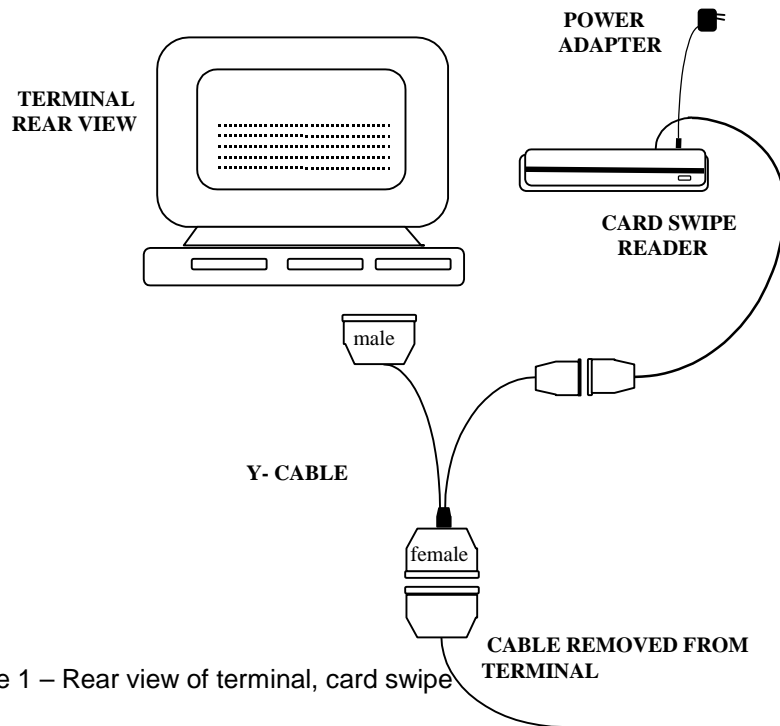 POWER
ADAPTER
TERMINAL
REAR VIEW
CARD SWIPE
READER
male
Y- CABLE
female
CABLE REMOVED FROM
TERMINAL
e 1 – Rear view of terminal, card swipe